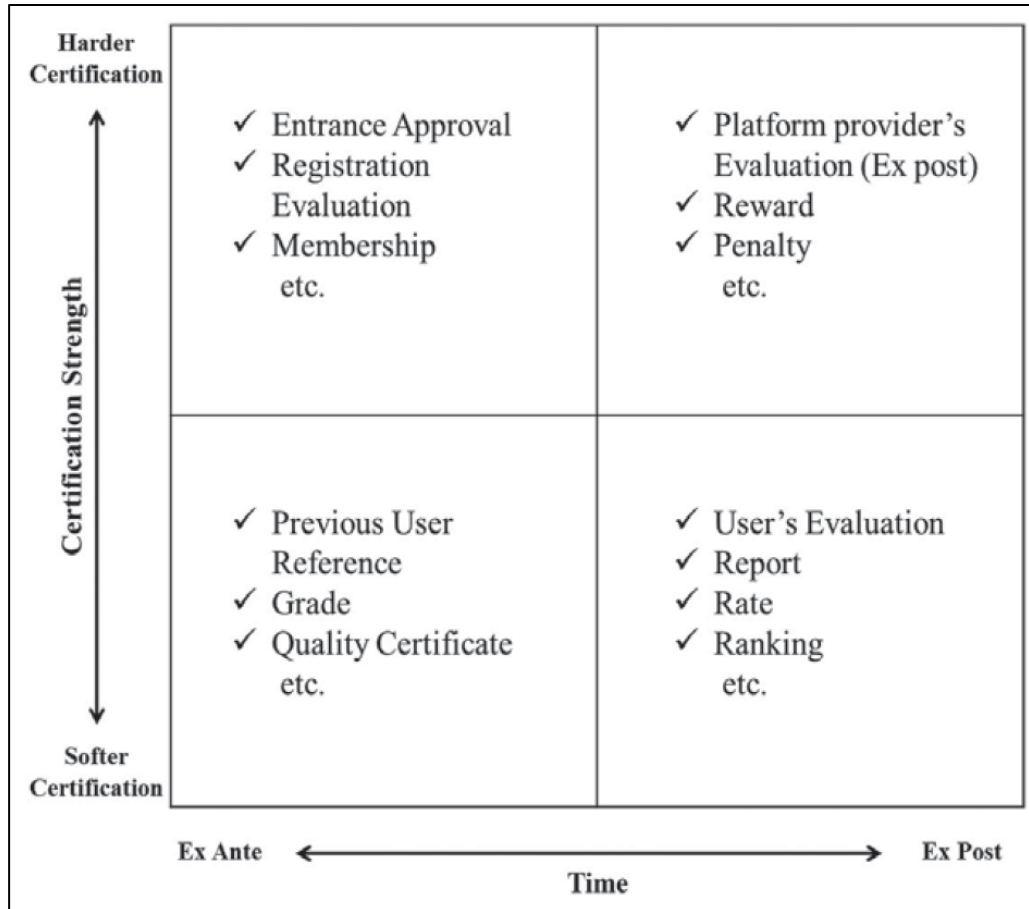 Harder
Certification
✓ Entrance Approval
✓ Registration
Evaluation
✓ Membership
etc.
✓ Platform provider's
Evaluation (Ex post)
✓ Reward
✓ Penalty
etc.
Certification Strength
✓ Previous User
Reference
✓ Grade
✓ Quality Certificate
etc.
✓ User's Evaluation
✓ Report
✓ Rate
✓ Ranking
etc.
Softer
Certification
Ex Ante
Ex Post
Time